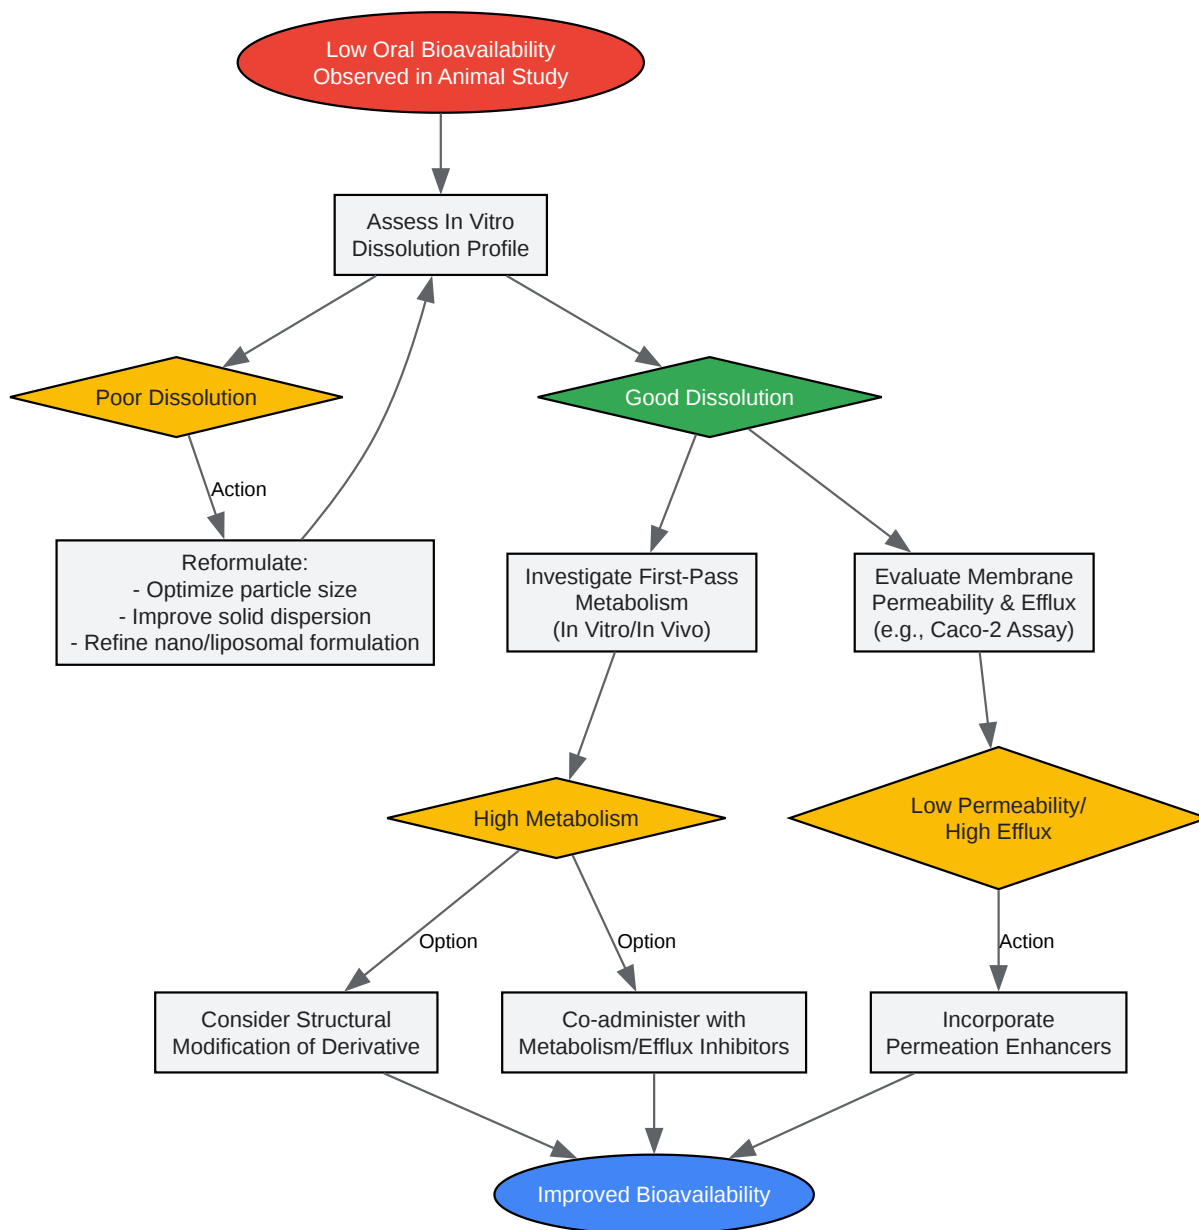 Low Oral Bioavailability
Observed in Animal Study
Assess In Vitro
Dissolution Profile
Poor Dissolution
Good Dissolution
Action
Reformulate:
- Optimize particle size
- Improve solid dispersion
- Refine nano/liposomal formulation
Investigate First-Pass
Metabolism
(In Vitro/In Vivo)
Evaluate Membrane
Permeability & Efflux
(e.g., Caco-2 Assay)
High Metabolism
Low Permeability/
High Efflux
Option
Option
Action
Consider Structural
Modification of Derivative
Co-administer with
Metabolism/Efflux Inhibitors
Incorporate
Permeation Enhancers
Improved Bioavailability